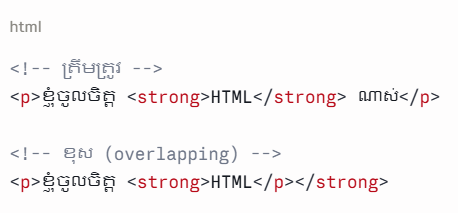 html
<!-- ត្រឹមត្រូវ -->
<p>ខ្ញុំចូលចិត្ត <strong>HTML</strong> ណាស់</p>
<!-- ខុស (overlapping) -->
<p>ខ្ញុំចូលចិត្ត <strong>HTML</p></strong>